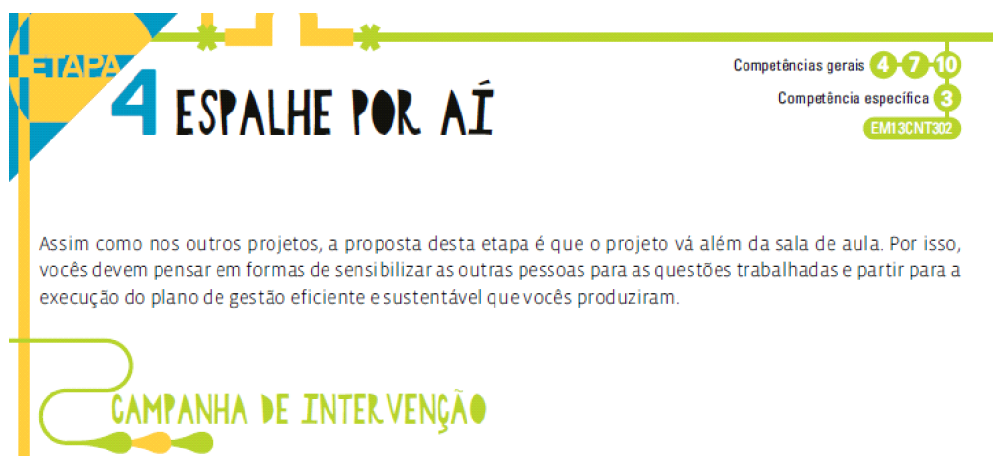 ETAPA
4 ESPALHE POR AÍ
Competências gerais 4 7 10
Competência específica 3
EM13CNT302
Assim como nos outros projetos, a proposta desta etapa é que o projeto vá além da sala de aula. Por isso,
vocês devem pensar em formas de sensibilizar as outras pessoas para as questões trabalhadas e partir para a
execução do plano de gestão eficiente e sustentável que vocês produziram.
CAMPANHA DE INTERVENÇÃO